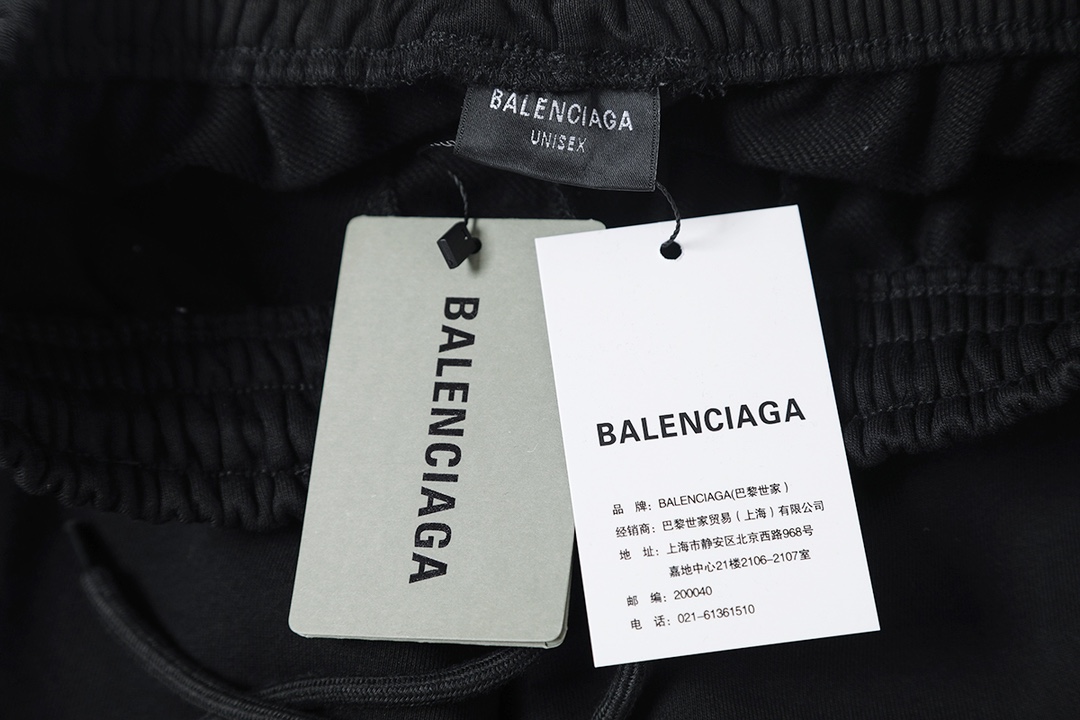 BALENCIAGA
UNISEX
BALENCIAGA
BALENCIAGA
品 牌：BALENCIAGA(巴黎世家)
经销商：巴黎世家贸易（上海）有限公司
地 址：上海市静安区北京西路968号
嘉地中心21楼2106-2107室
邮 编：200040
电 话：021-61361510